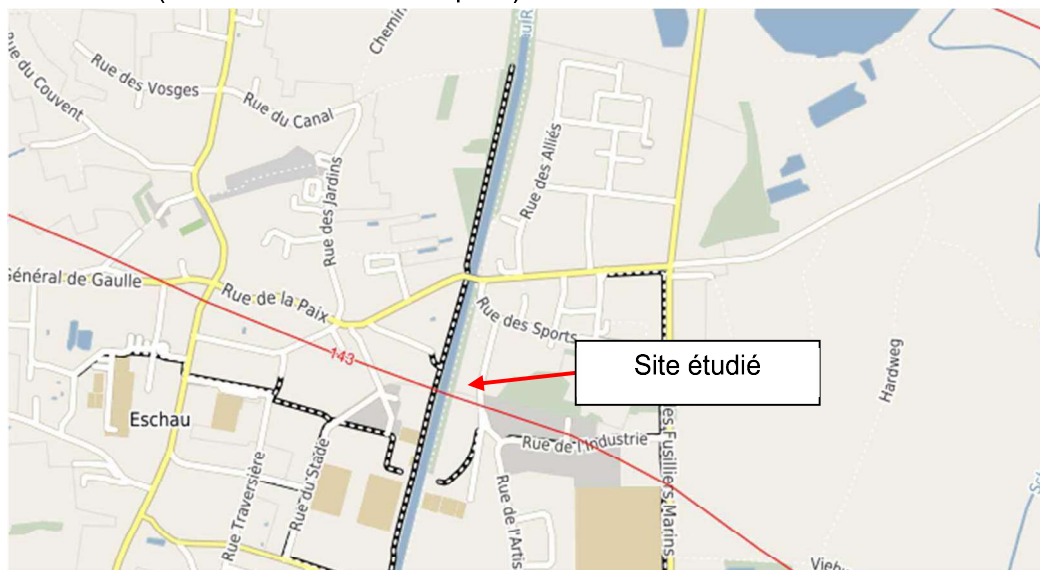 Rue des Vosges
Rue du Couvent
Rue du Canal
Chemin
Rue des Jardins
Rue des Alliés
Général de Gaulle
Rue de la Paix
143
Rue des Sports
Site étudié
Hardweg
Eschau
Rue Traversière
Rue du Stade
Rue de l'Industrie
Rue de l'Artis
es Fusilliers Marins